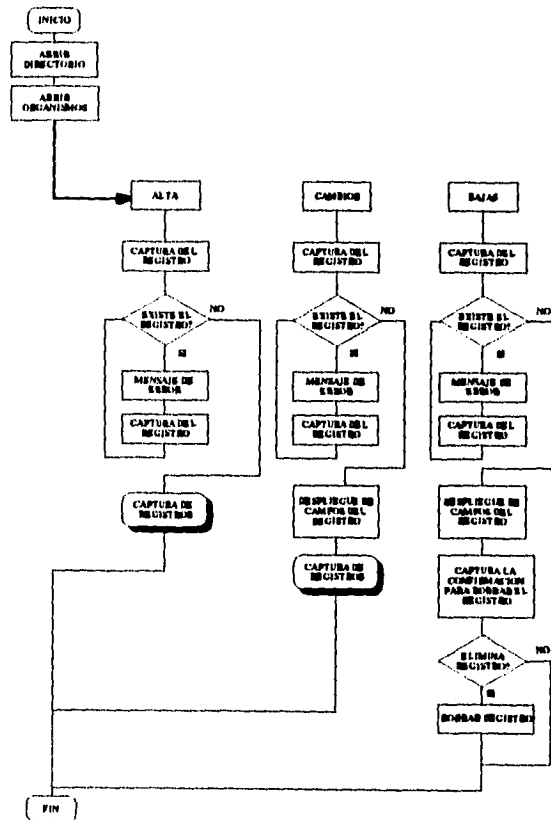 INICIO
ABRIR
DIRECTORIO
ABRIR
ORGANISMOS
ALTA
CAPTURA DEL
REGISTRO
EXISTE EL
REGISTRO?
NO
SI
MENSAJE DE
ERROR
CAPTURA DEL
REGISTRO
CAPTURA DE
REGISTROS
CAMBIOS
CAPTURA DEL
REGISTRO
EXISTE EL
REGISTRO?
NO
SI
MENSAJE DE
ERROR
CAPTURA DEL
REGISTRO
DESPLIEGUE DE
CAMPOS DEL
REGISTRO
CAPTURA DE
REGISTROS
BAJAS
CAPTURA DEL
REGISTRO
EXISTE EL
REGISTRO?
NO
SI
MENSAJE DE
ERROR
CAPTURA DEL
REGISTRO
DESPLIEGUE DE
CAMPOS DEL
REGISTRO
CAPTURA LA
CONFIRMACION
PARA BORRAR EL
REGISTRO
ELIMINA
REGISTRO?
NO
SI
BORRAR REGISTRO
FIN